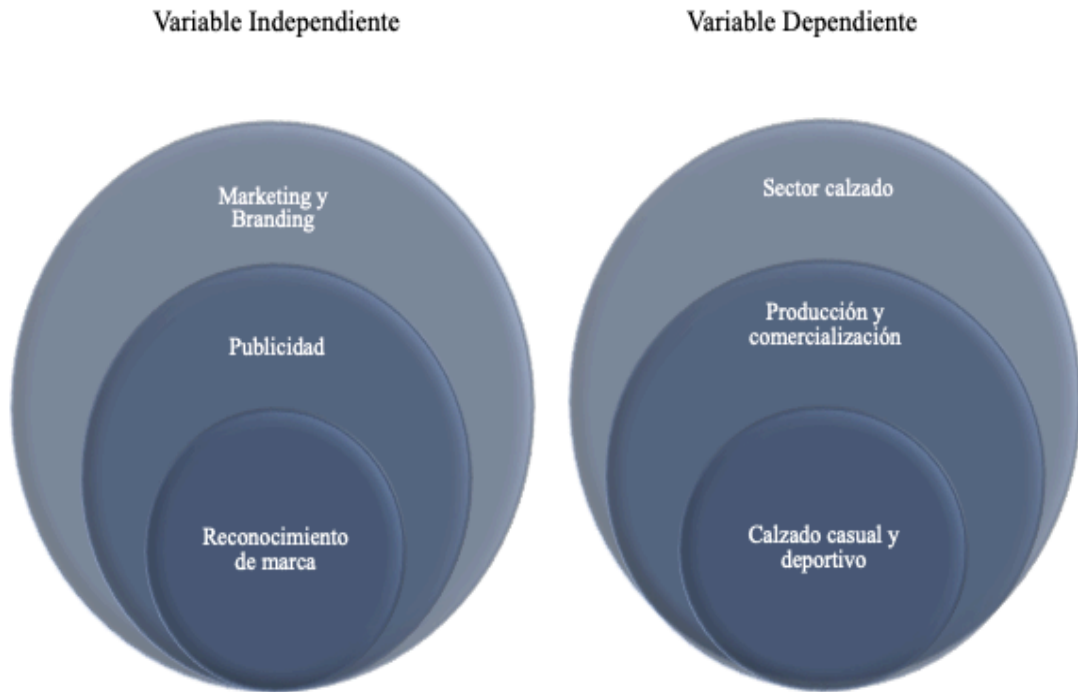 Variable Independiente
Variable Dependiente
Marketing y
Branding
Publicidad
Reconocimiento
de marca
Sector calzado
Producción y
comercialización
Calzado casual y
deportivo